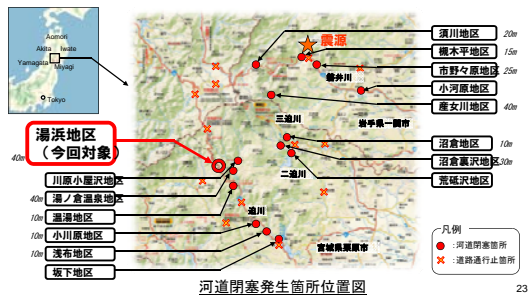 Aomori
Akita Iwate
Yamagata
Miyagi
Tokyo
震源
須川地区 20m
槻木平地区 15m
市野々原地区 25m
小河原地区
産女川地区 40m
磐井川
三迫川
岩手県一関市
湯浜地区
(今回対象)
40m
沼倉地区 10m
沼倉裏沢地区 30m
荒砥沢地区
二迫川
川原小屋沢地区
40m 湯ノ倉温泉地区
10m 温湯地区
10m 小川原地区
10m 浅布地区
坂下地区
迫川
宮城県栗原市
凡例
:河道閉塞箇所
:道路通行止箇所
河道閉塞発生箇所位置図
23